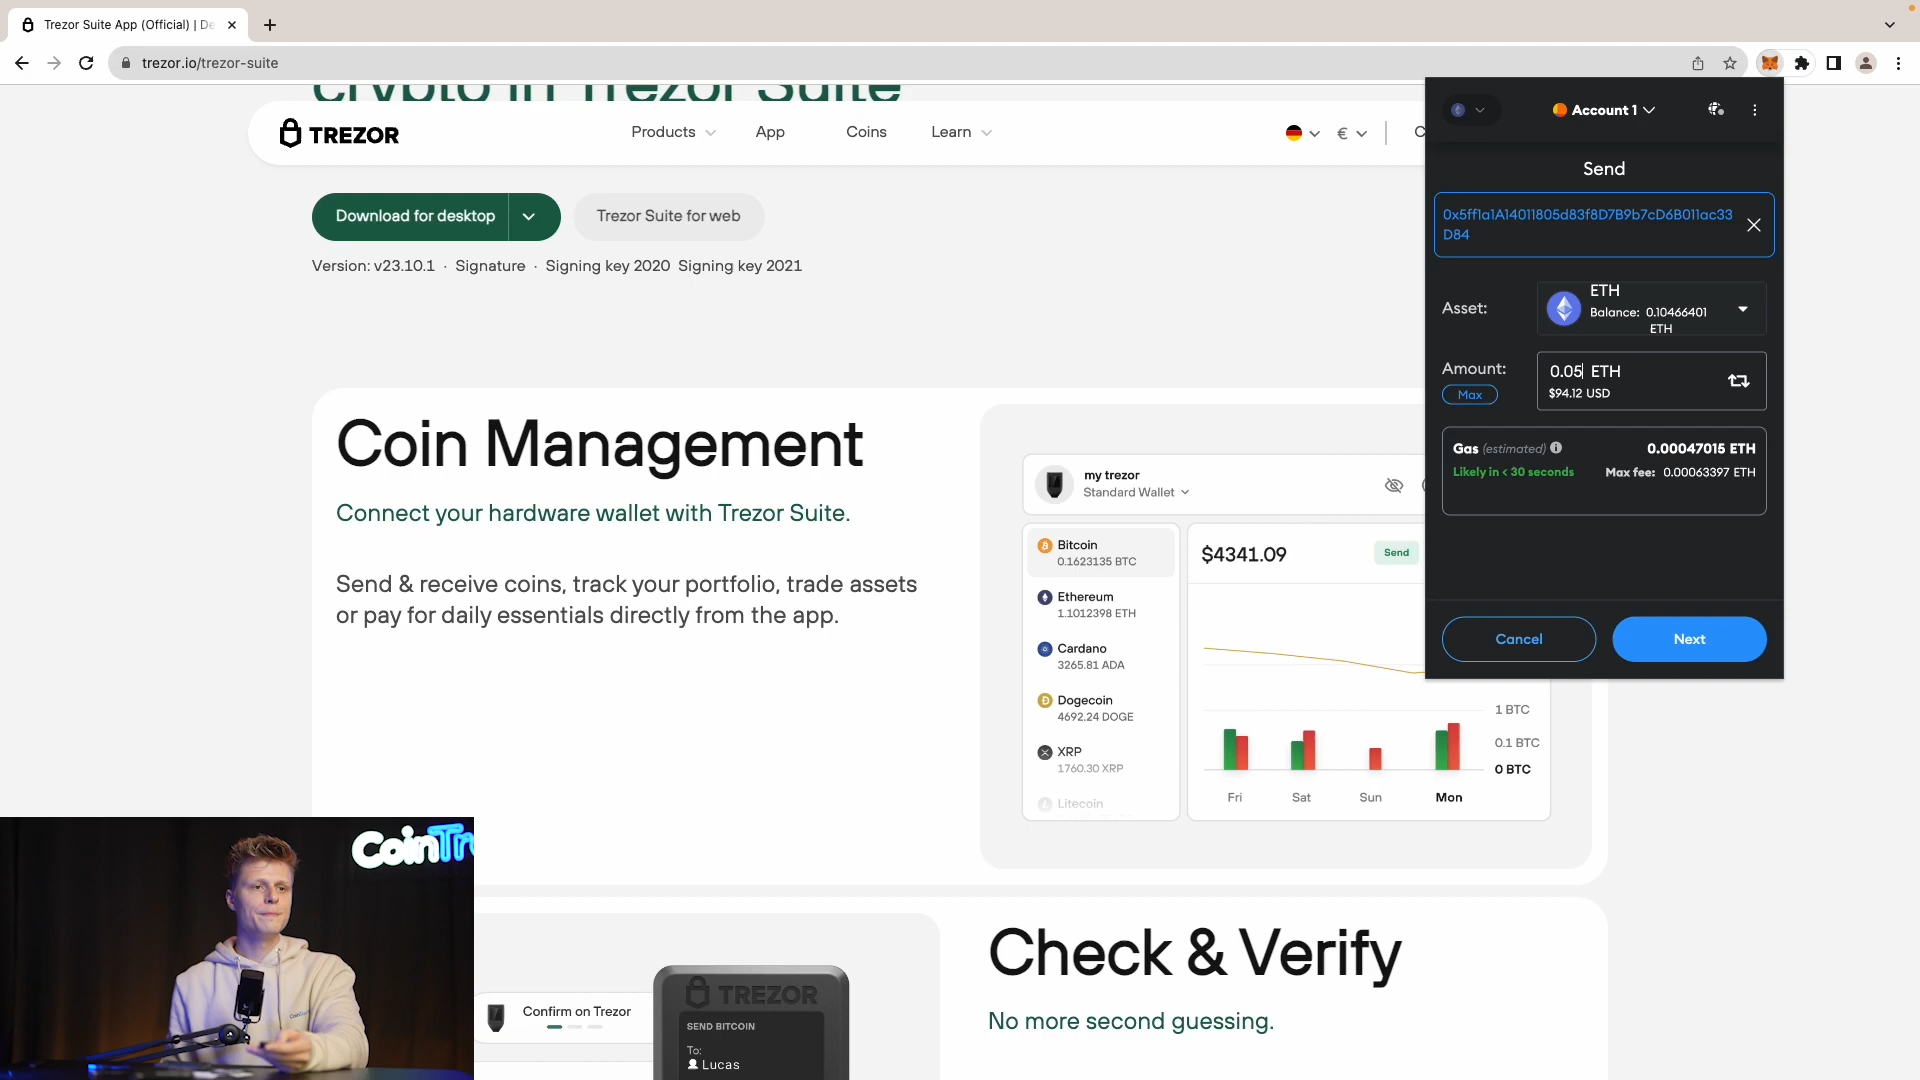 Trezor Suite App (Official) | De
trezor.io/trezor-suite
crypto in Trezor Suite
TREZOR
Products
App
Coins
Learn
€
Download for desktop
Trezor Suite for web
Version: v23.10.1 · Signature · Signing key 2020 Signing key 2021
Coin Management
Connect your hardware wallet with Trezor Suite.
Send & receive coins, track your portfolio, trade assets
or pay for daily essentials directly from the app.
my trezor
Standard Wallet
Bitcoin
0.1623135 BTC
Ethereum
1.1012398 ETH
Cardano
3265.81 ADA
Dogecoin
4692.24 DOGE
XRP
1760.30 XRP
Litecoin
$4341.09
Send
1 BTC
0.1 BTC
0 BTC
Fri
Sat
Sun
Mon
Account 1
Send
0x5ff1a1A14011805d83f8D7B9b7cD6B011ac33
D84
Asset:
ETH
Balance: 0.10466401
ETH
Amount:
Max
0.05 ETH
$94.12 USD
Gas (estimated)
0.00047015 ETH
Likely in < 30 seconds
Max fee: 0.00063397 ETH
Cancel
Next
CoinTr
Confirm on Trezor
TREZOR
SEND BITCOIN
To:
Lucas
Check & Verify
No more second guessing.